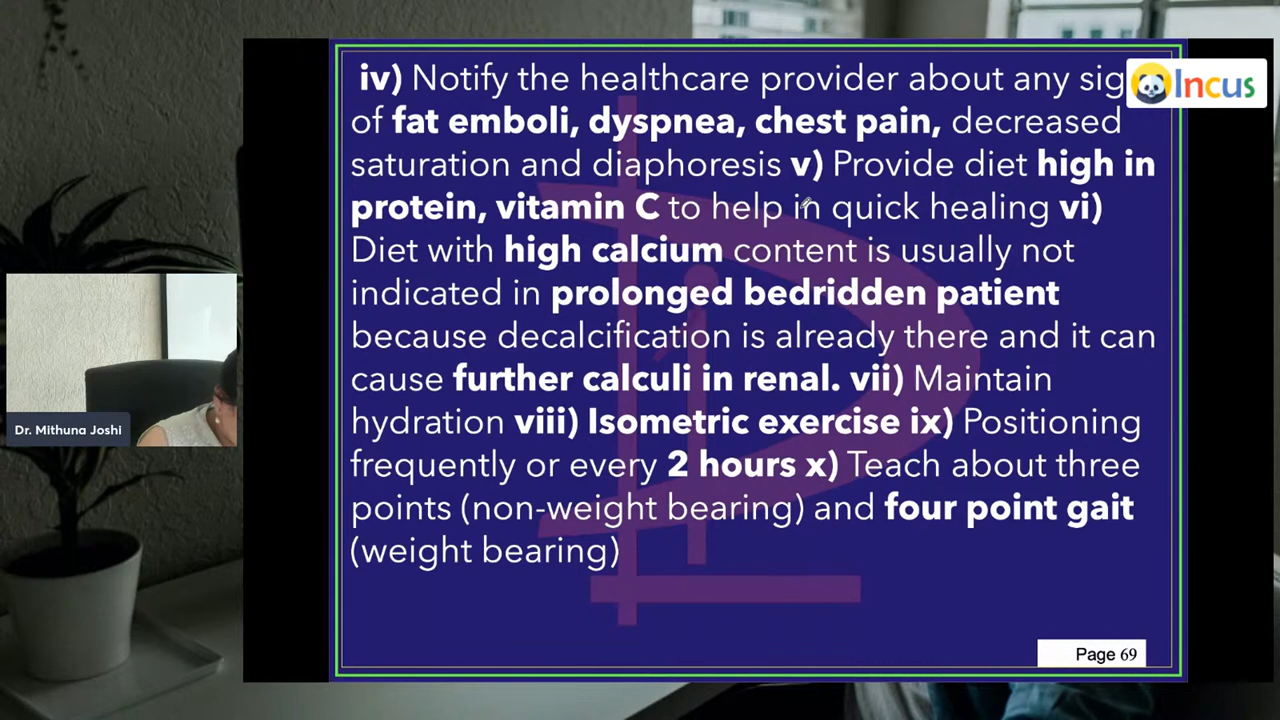 iv) Notify the healthcare provider about any sig
Incus
of fat emboli, dyspnea, chest pain, decreased
saturation and diaphoresis v) Provide diet high in
protein, vitamin C to help in quick healing vi)
Diet with high calcium content is usually not
indicated in prolonged bedridden patient
because decalcification is already there and it can
cause further calculi in renal. vii) Maintain
hydration viii) Isometric exercise ix) Positioning
frequently or every 2 hours x) Teach about three
points (non-weight bearing) and four point gait
(weight bearing)
Dr. Mithuna Joshi
Page 69